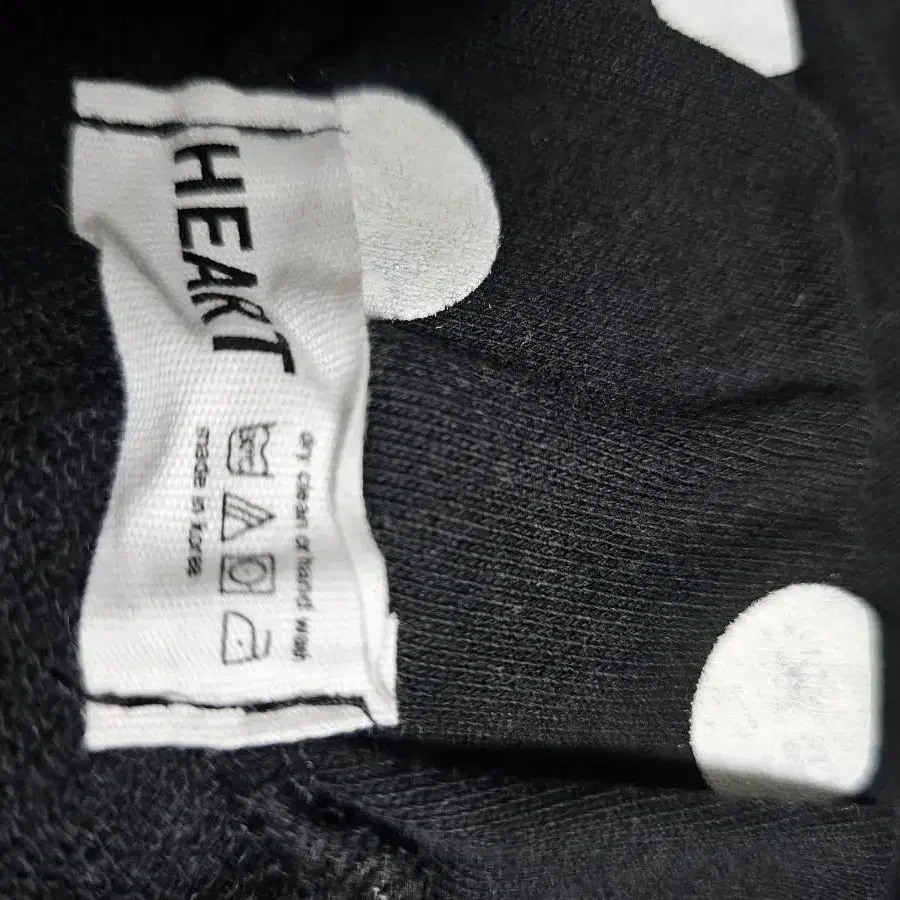 HEART
dry clean or hand wash
made in korea